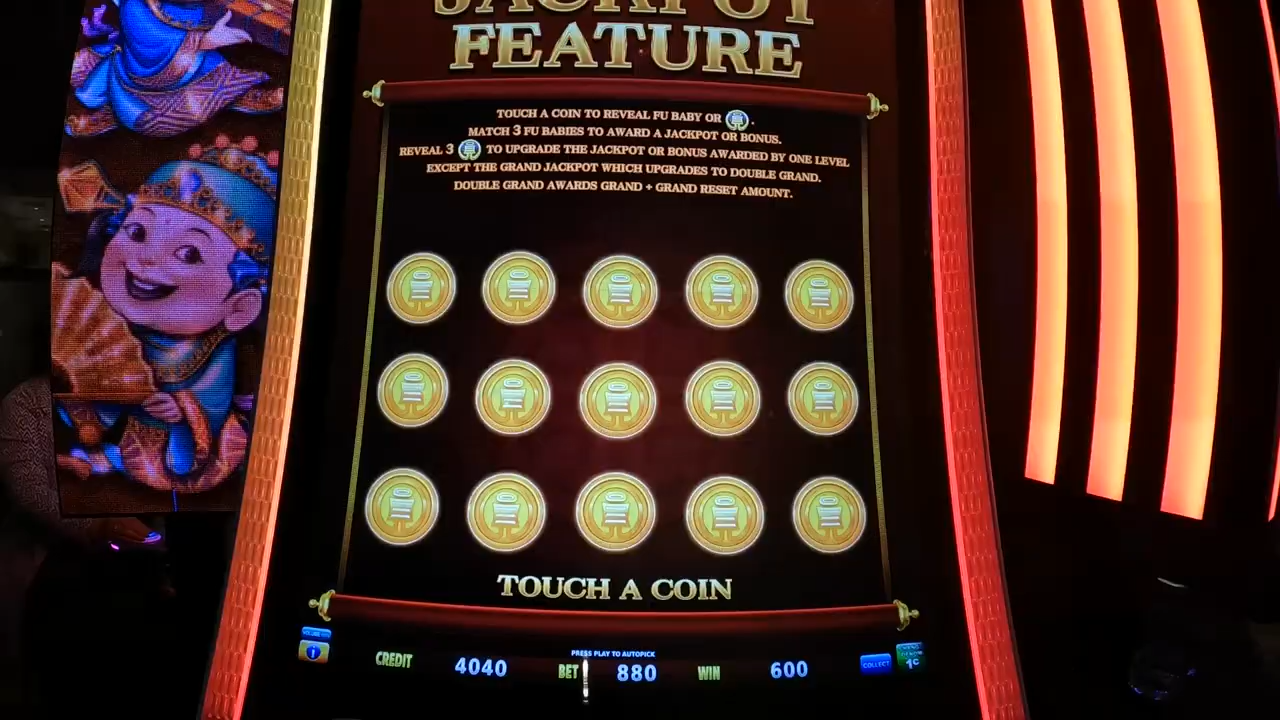 JACKPOT
FEATURE
TOUCH A COIN TO REVEAL FU BABY OR .
MATCH 3 FU BABIES TO AWARD A JACKPOT OR BONUS.
REVEAL 3 TO UPGRADE THE JACKPOT OR BONUS AWARDED BY ONE LEVEL
EXCEPT THE GRAND JACKPOT WHICH UPGRADES TO DOUBLE GRAND.
DOUBLE GRAND AWARDS GRAND + GRAND RESET AMOUNT.
TOUCH A COIN
PRESS PLAY TO AUTOPICK
CREDIT 4040 BET 880 WIN 600
COLLECT
1¢